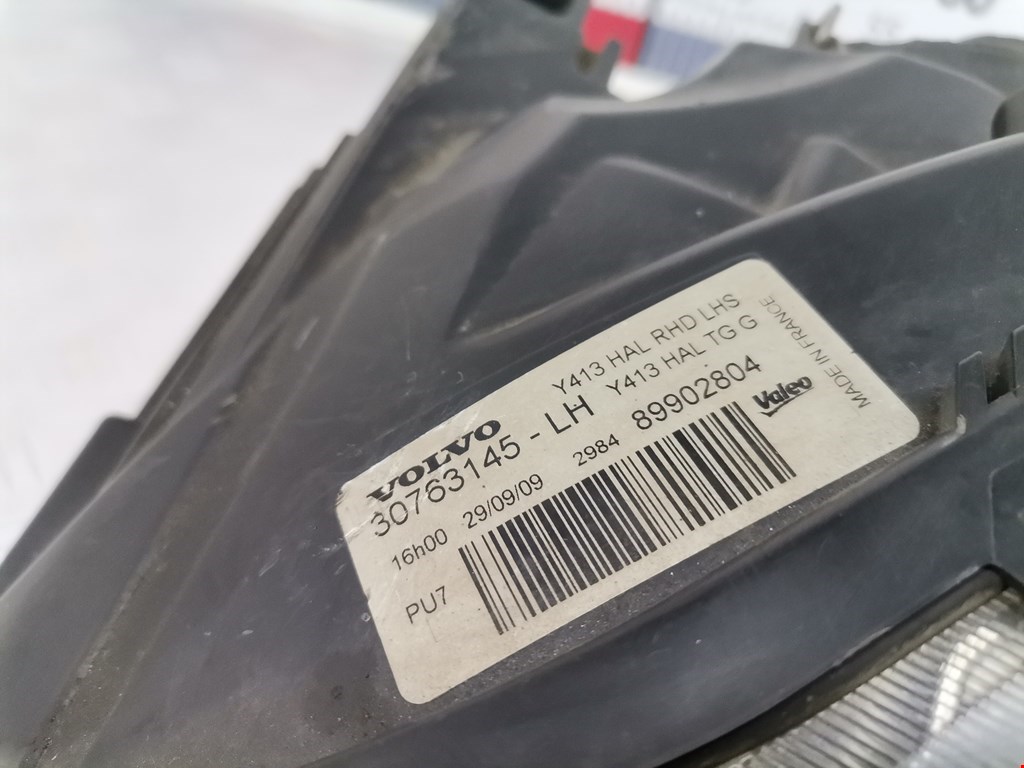 VOLVO
Y413 HAL RHD LHS
30763145 - LH
Y413 HAL TG G
16h00
29/09/09
2984
89902804
PU7
Valeo
MADE IN FRANCE